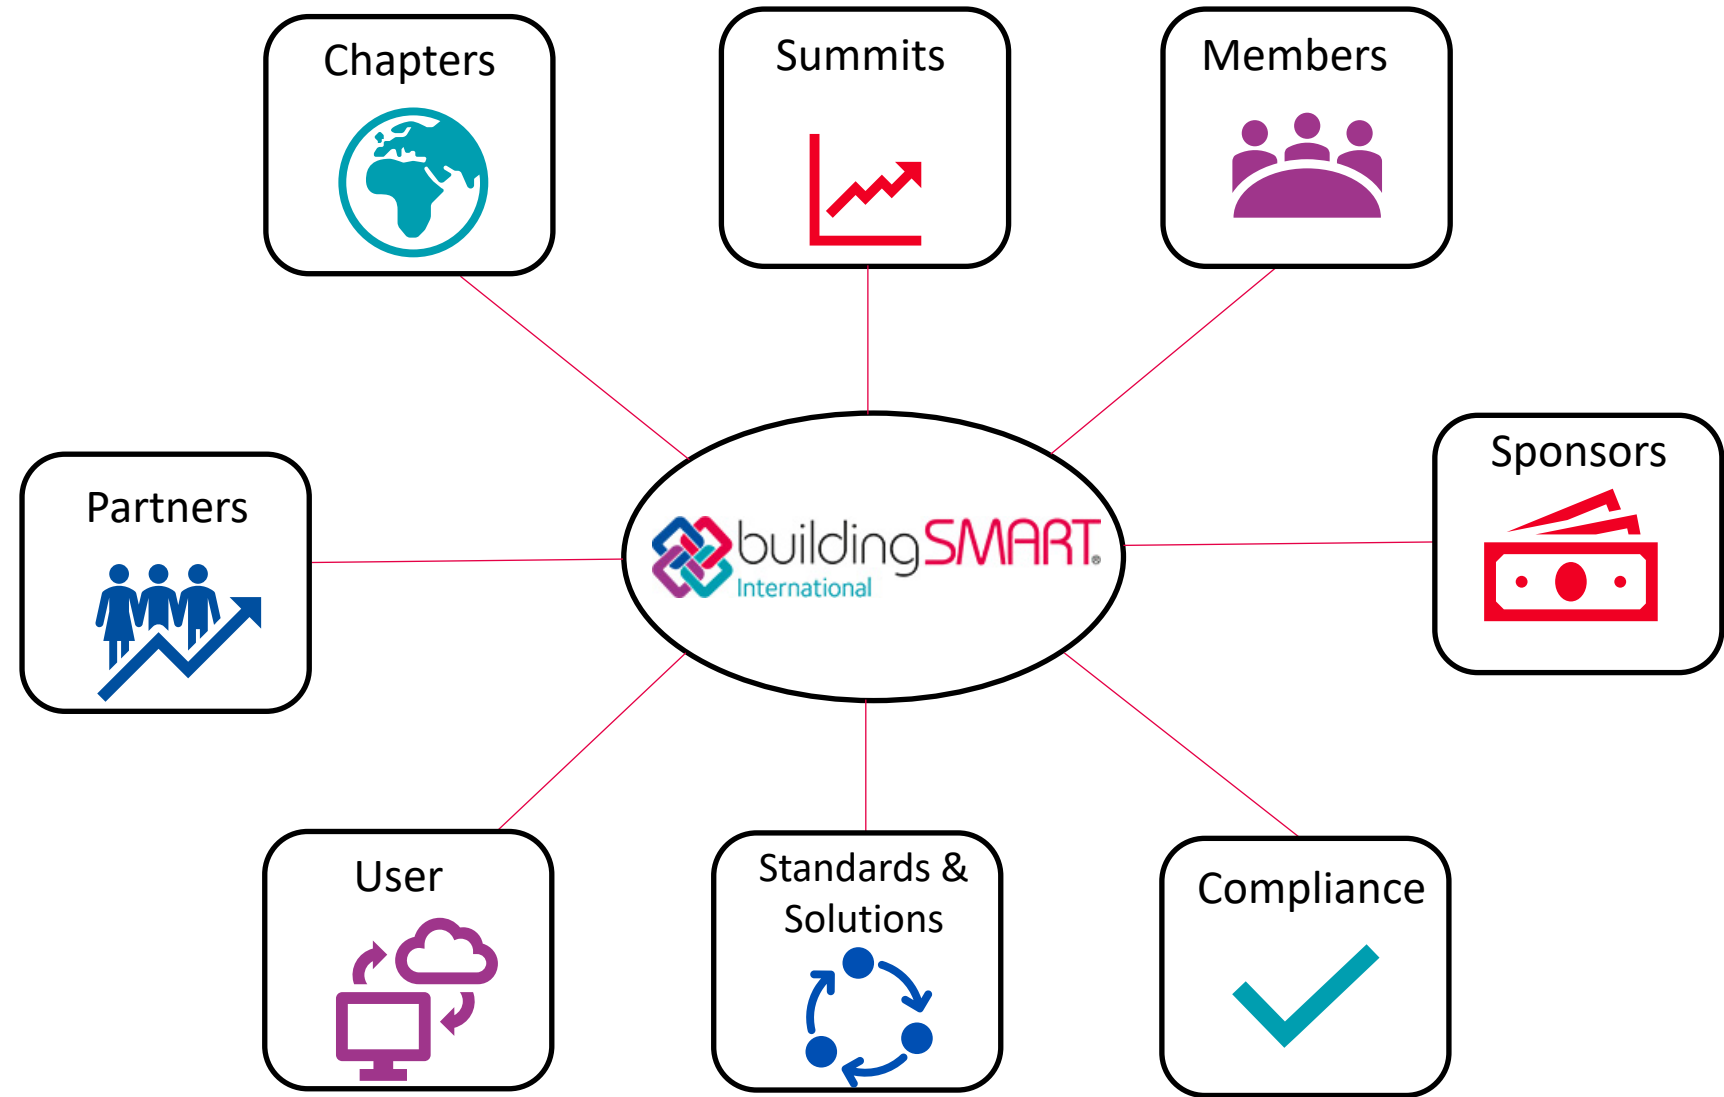 Chapters
Summits
Members
Partners
buildingSMART®
International
Sponsors
User
Standards &
Solutions
Compliance